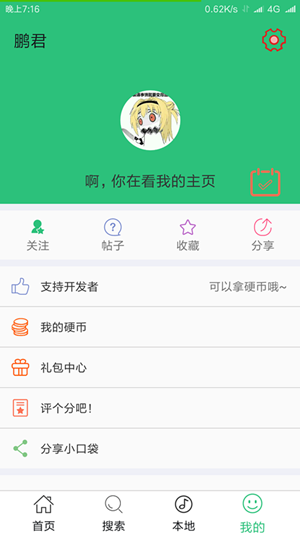 晚上7:16
0.62K/s
4G
鹏君
啊，你在看我的主页
关注
帖子
收藏
分享
支持开发者
可以拿硬币哦~
我的硬币
礼包中心
评个分吧！
分享小口袋
首页
搜索
本地
我的